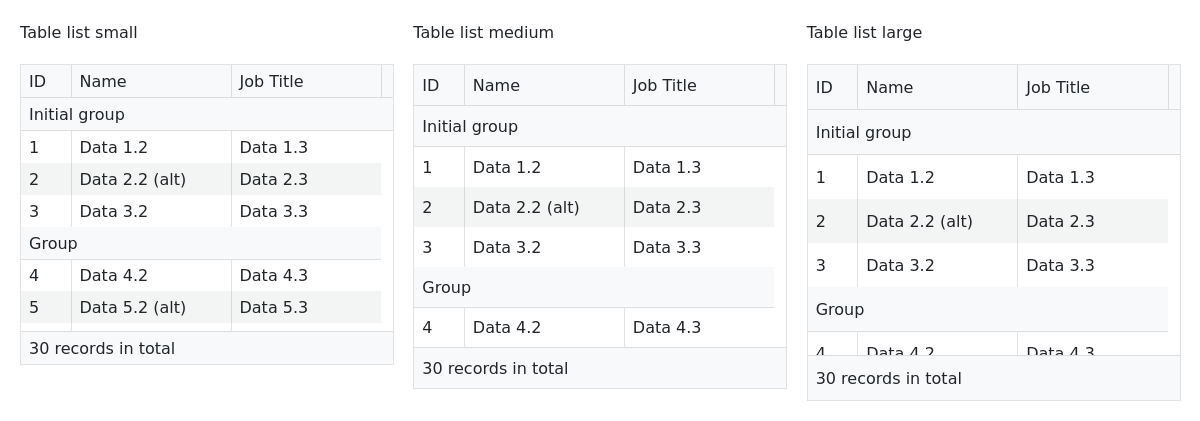 Table list small
ID Name Job Title
Initial group
1 Data 1.2 Data 1.3
2 Data 2.2 (alt) Data 2.3
3 Data 3.2 Data 3.3
Group
4 Data 4.2 Data 4.3
5 Data 5.2 (alt) Data 5.3
30 records in total
Table list medium
ID Name Job Title
Initial group
1 Data 1.2 Data 1.3
2 Data 2.2 (alt) Data 2.3
3 Data 3.2 Data 3.3
Group
4 Data 4.2 Data 4.3
30 records in total
Table list large
ID Name Job Title
Initial group
1 Data 1.2 Data 1.3
2 Data 2.2 (alt) Data 2.3
3 Data 3.2 Data 3.3
Group
4 Data 4.2 Data 4.3
30 records in total